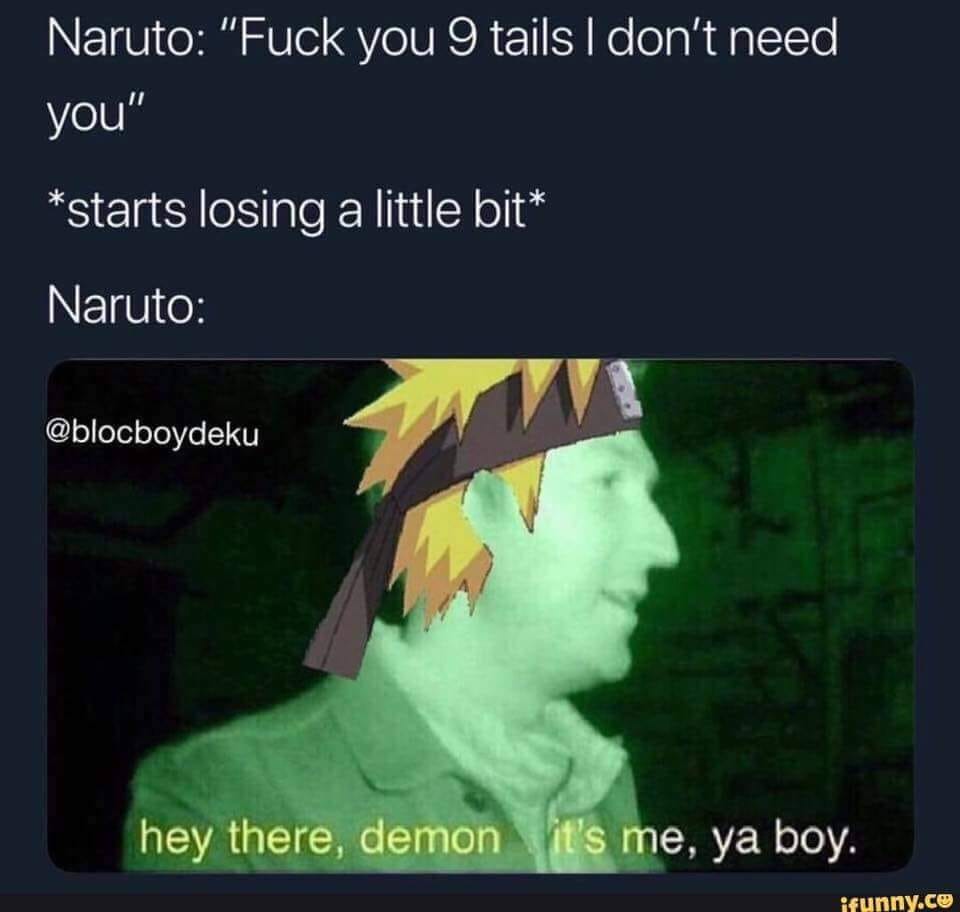 Naruto: "Fuck you 9 tails I don't need
you"
*starts losing a little bit*
Naruto:
@blocboydeku
hey there, demon it's me, ya boy.
ifunny.co